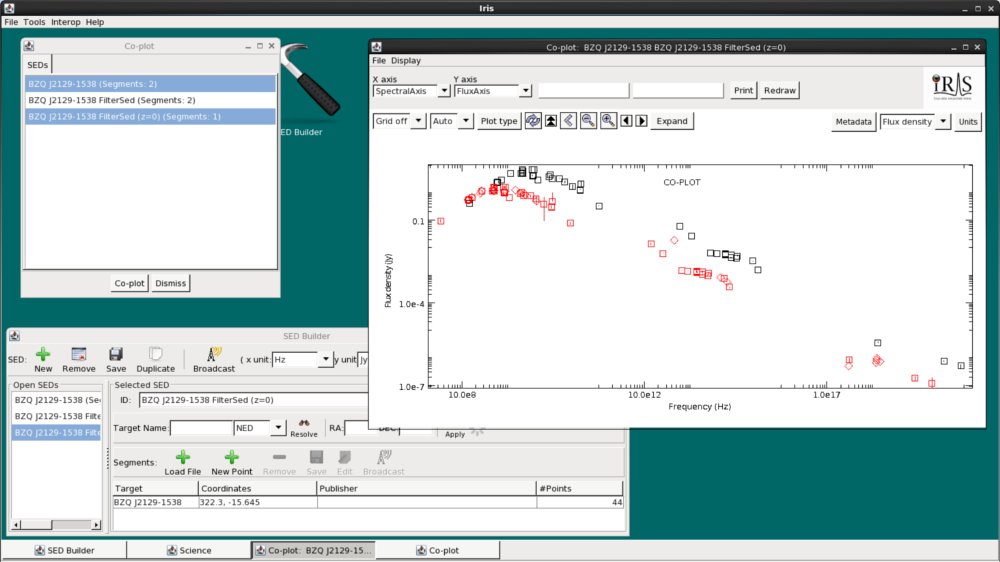 Iris
File Tools Interop Help
Co-plot
SEDs
BZQ J2129-1538 (Segments: 2)
BZQ J2129-1538 FilterSed (Segments: 2)
BZQ J2129-1538 FilterSed (z=0) (Segments: 1)
Co-plot Dismiss
ED Builder
Co-plot: BZQ J2129-1538 BZQ J2129-1538 FilterSed (z=0)
File Display
X axis Y axis
SpectralAxis FluxAxis Print Redraw
IRIS
Grid off Auto Plot type Expand Metadata Flux density Units
CO-PLOT
0.1
1.0e-4
1.0e-7
Flux density (Jy)
10.0e8 10.0e12 1.0e17
Frequency (Hz)
SED Builder
SED: New Remove Save Duplicate Broadcast ( x unit: Hz y unit Jy
Open SEDs
BZQ J2129-1538 (Se
BZQ J2129-1538 Filte
BZQ J2129-1538 Filte
Selected SED
ID: BZQ J2129-1538 FilterSed (z=0)
Target Name: NED Resolve RA: DEC Apply
Segments: Load File New Point Remove Save Edit Broadcast
Target Coordinates Publisher #Points
BZQ J2129-1538 322.3, -15.645 44
SED Builder Science Co-plot: BZQ J2129-15... Co-plot